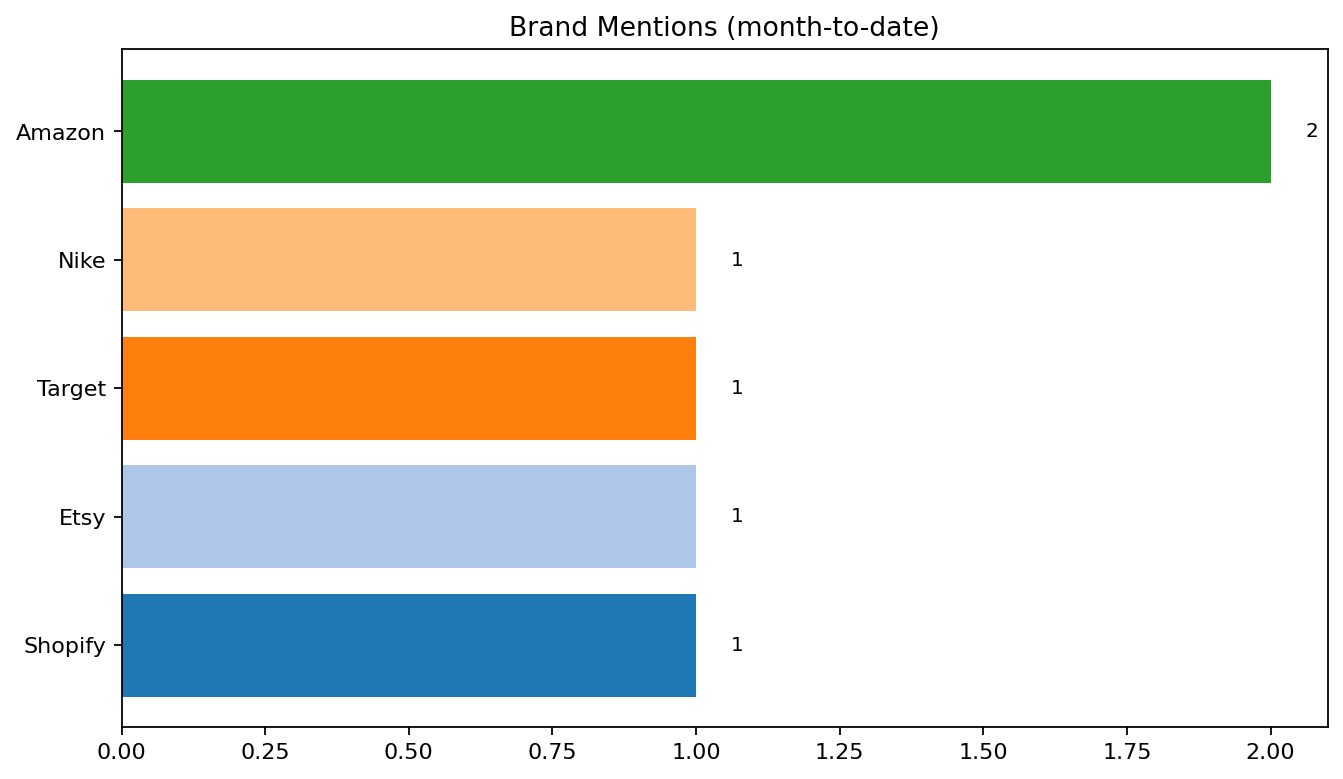 Brand Mentions (month-to-date)
Amazon 2
Nike 1
Target 1
Etsy 1
Shopify 1
0.00 0.25 0.50 0.75 1.00 1.25 1.50 1.75 2.00